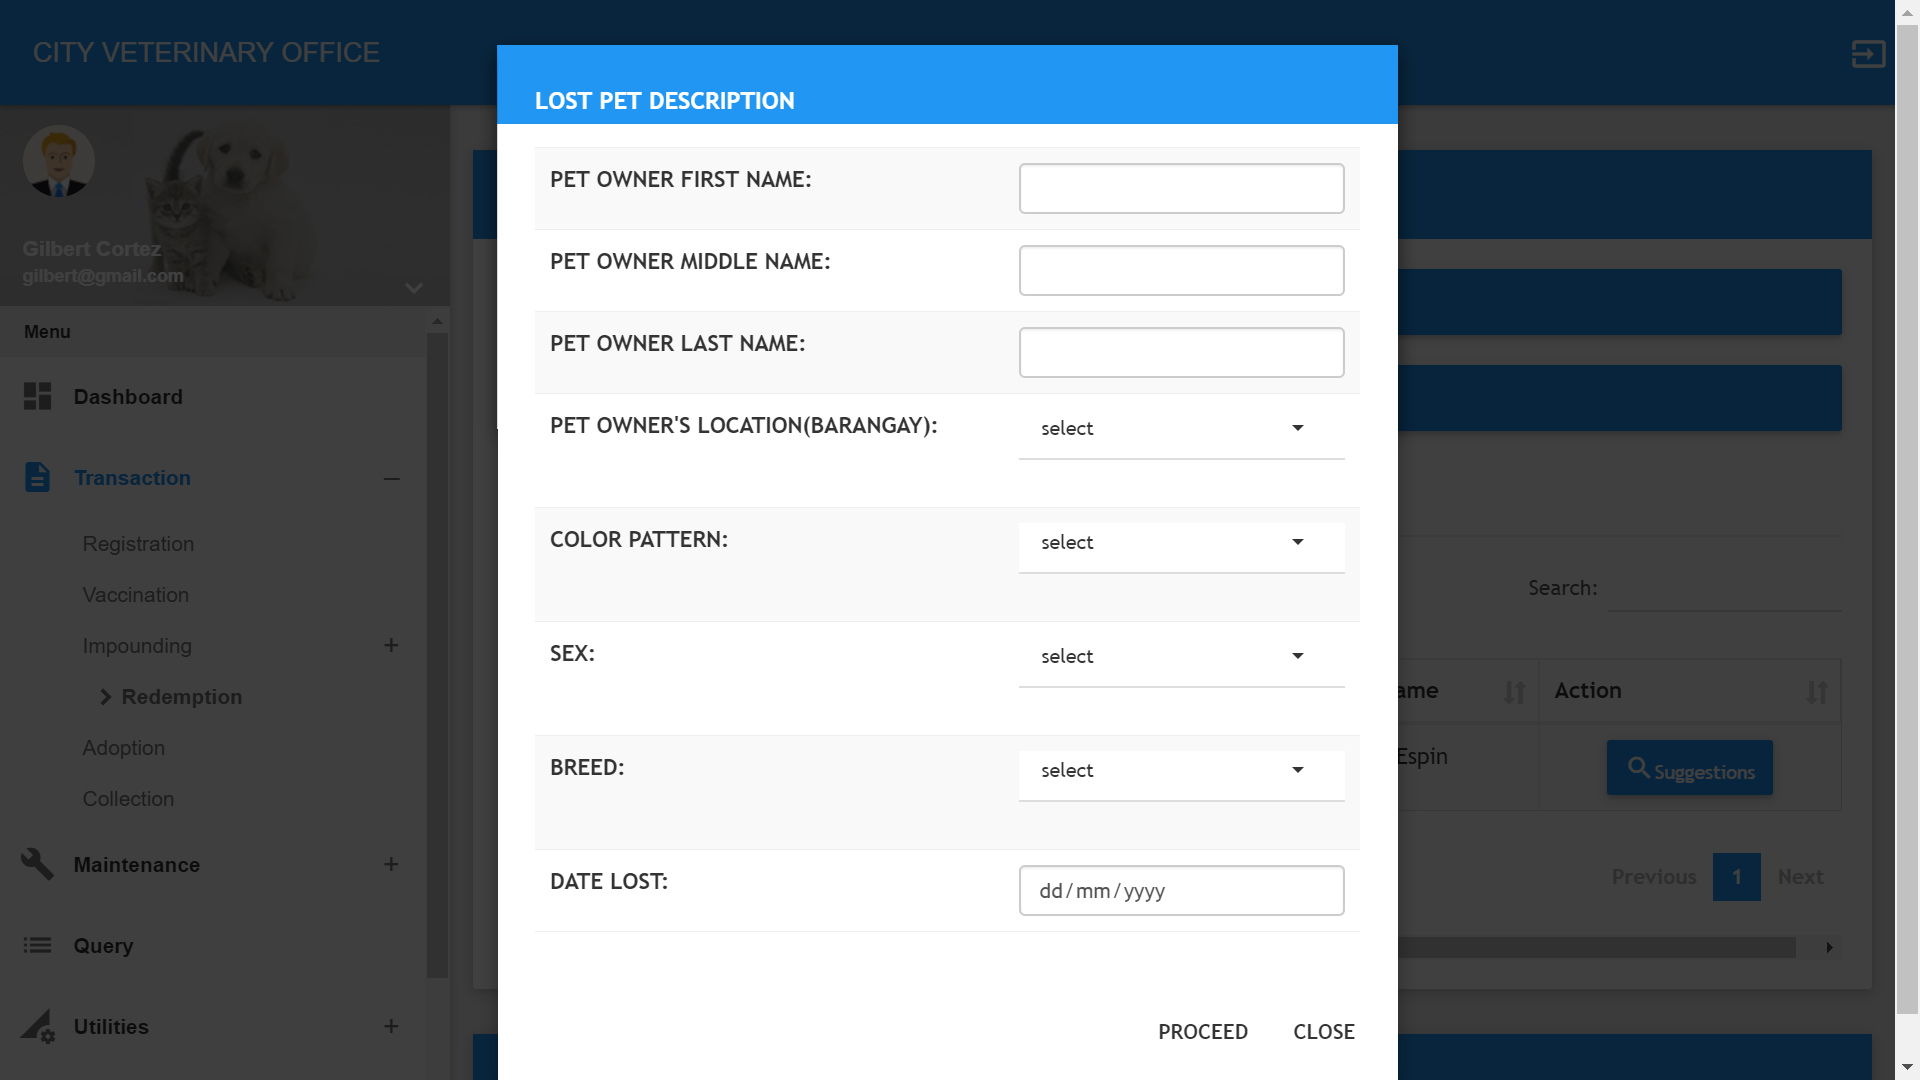 CITY VETERINARY OFFICE
Gilbert Cortez
gilbert@gmail.com
Menu
Dashboard
Transaction
Registration
Vaccination
Impounding
Redemption
Adoption
Collection
Maintenance
Query
Utilities
LOST PET DESCRIPTION
PET OWNER FIRST NAME:
PET OWNER MIDDLE NAME:
PET OWNER LAST NAME:
PET OWNER'S LOCATION(BARANGAY): select
COLOR PATTERN: select
SEX: select
BREED: select
DATE LOST: dd/mm/yyyy
PROCEED CLOSE
Search:
ame Action
Espin Suggestions
Previous 1 Next